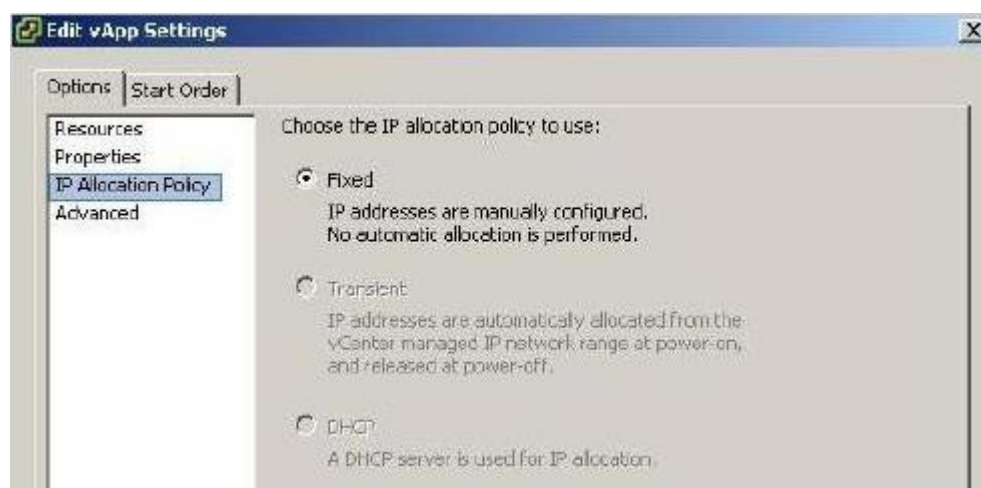 Edit vApp Settings
X
Options
Start Order
Resources
Properties
IP Allocation Policy
Advanced
Choose the IP allocation policy to use:
Fixed
IP addresses are manually configured.
No automatic allocation is performed.
Transient
IP addresses are automatically allocated from the
vCenter managed IP network range at power-on,
and released at power-off.
DHCP
A DHCP server is used for IP allocation.